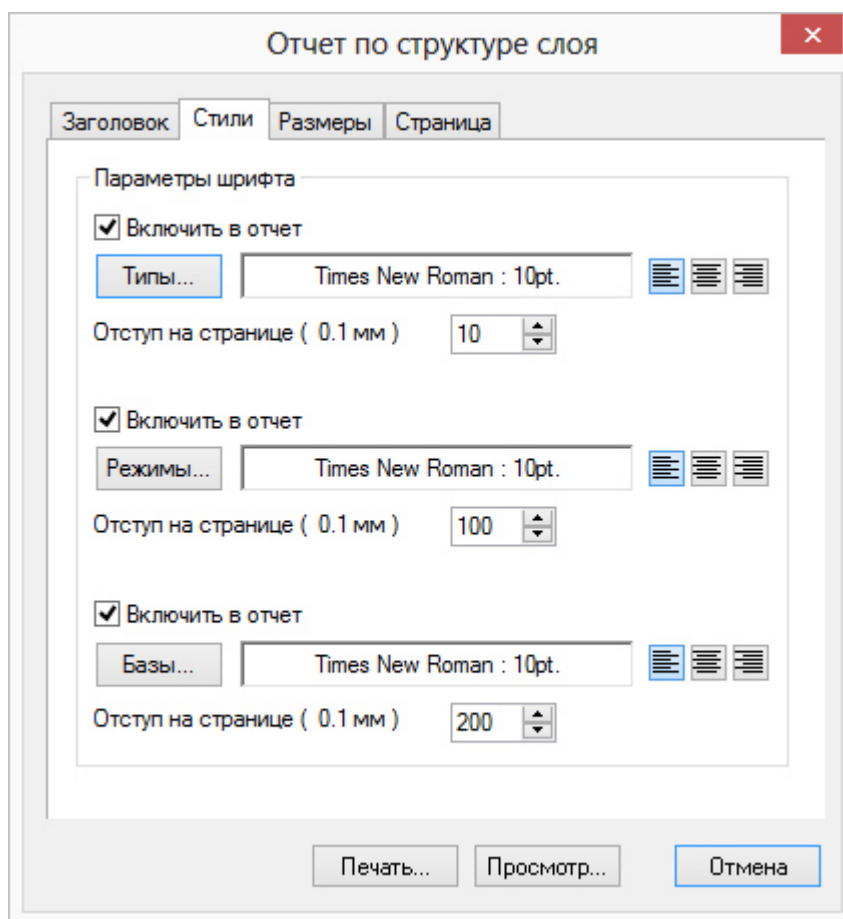 Отчет по структуре слоя
Заголовок Стили Размеры Страница
Параметры шрифта
Включить в отчет
Типы... Times New Roman : 10pt.
Отступ на странице ( 0.1 мм ) 10
Включить в отчет
Режимы... Times New Roman : 10pt.
Отступ на странице ( 0.1 мм ) 100
Включить в отчет
Базы... Times New Roman : 10pt.
Отступ на странице ( 0.1 мм ) 200
Печать... Просмотр... Отмена